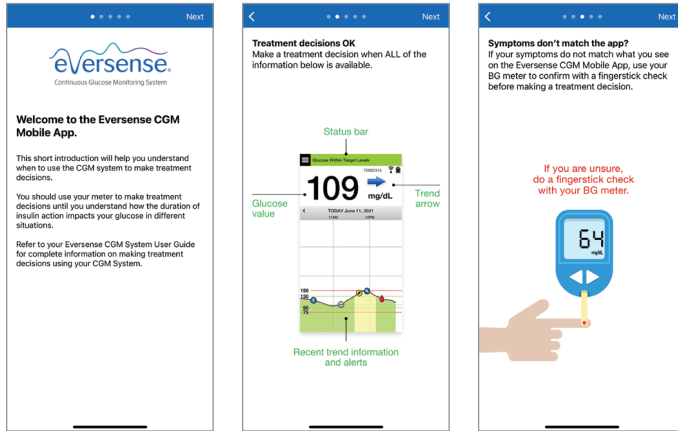 Next
eversense.
Continuous Glucose Monitoring System
Welcome to the Eversense CGM
Mobile App.
This short introduction will help you understand
when to use the CGM system to make treatment
decisions.
You should use your meter to make treatment
decisions until you understand how the duration of
insulin action impacts your glucose in different
situations.
Refer to your Eversense CGM System User Guide
for complete information on making treatment
decisions using your CGM System.
Next
Treatment decisions OK
Make a treatment decision when ALL of the
information below is available.
Status bar
Glucose Within Target Levels
109
mg/dL
Glucose
value
Trend
arrow
TODAY June 11, 2021
11AM 12PM
180
130
90
75
Recent trend information
and alerts
Next
Symptoms don't match the app?
If your symptoms do not match what you see
on the Eversense CGM Mobile App, use your
BG meter to confirm with a fingerstick check
before making a treatment decision.
If you are unsure,
do a fingerstick check
with your BG meter.
64
mg/dL